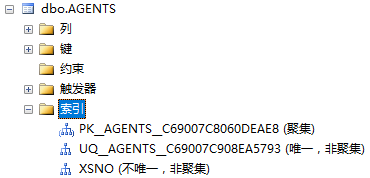 dbo.AGENTS
列
键
约束
触发器
索引
PK__AGENTS__C69007C8060DEAE8 (聚集)
UQ__AGENTS__C69007C908EA5793 (唯一，非聚集)
XSNO (不唯一，非聚集)